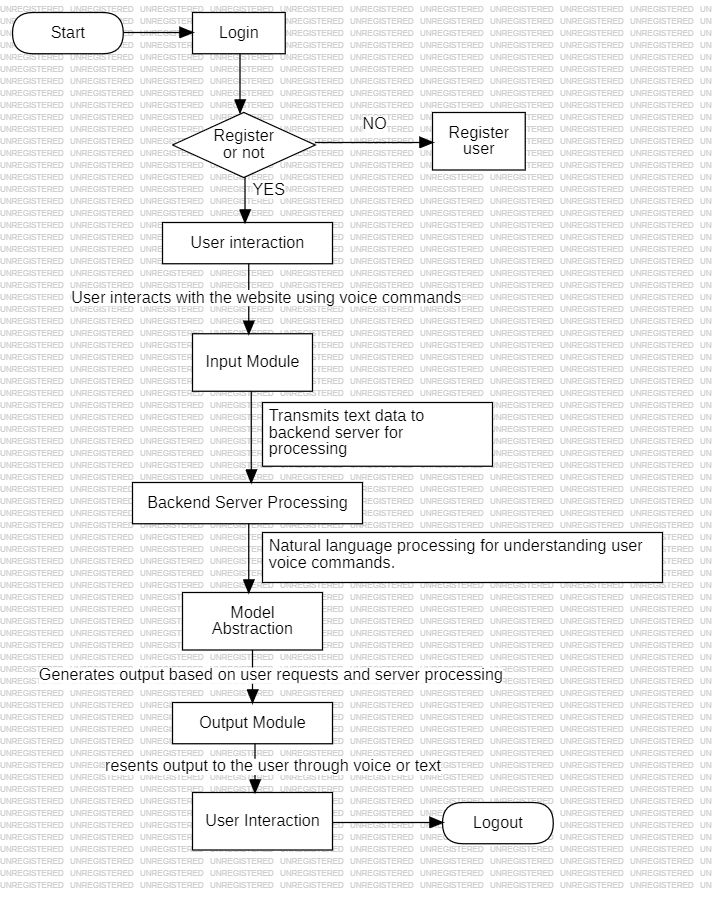 Start
Login
Register
or not
NO
Register
user
YES
User interaction
User interacts with the website using voice commands
Input Module
Transmits text data to
backend server for
processing
Backend Server Processing
Natural language processing for understanding user
voice commands.
Model
Abstraction
Generates output based on user requests and server processing
Output Module
resents output to the user through voice or text
User Interaction
Logout
UNREGISTERED